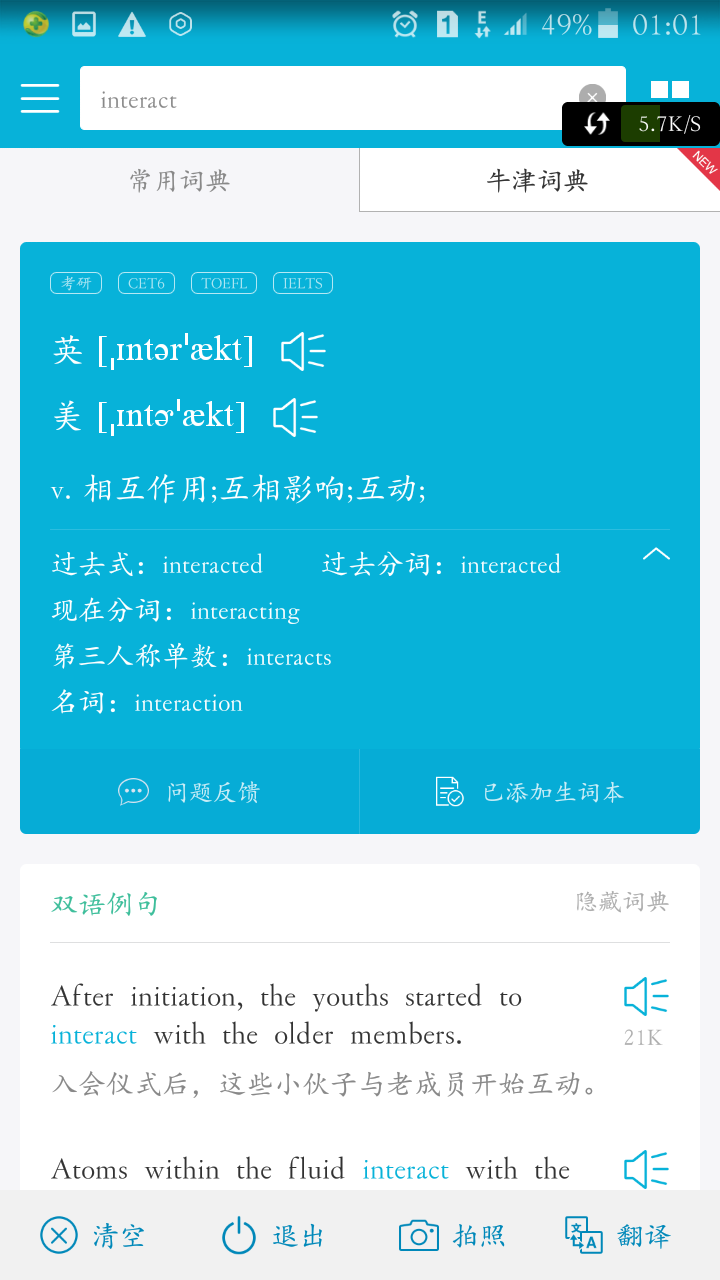 1 E 49% 01:01
interact
5.7K/S
常用词典 牛津词典 NEW
考研 CET6 TOEFL IELTS
英 [ˌɪntərˈækt]
美 [ˌɪntɚˈækt]
v. 相互作用;互相影响;互动;
过去式: interacted 过去分词: interacted
现在分词: interacting
第三人称单数: interacts
名词: interaction
问题反馈 已添加生词本
双语例句 隐藏词典
After initiation, the youths started to
interact with the older members.
21K
入会仪式后，这些小伙子与老成员开始互动。
Atoms within the fluid interact with the
清空 退出 拍照 文A 翻译